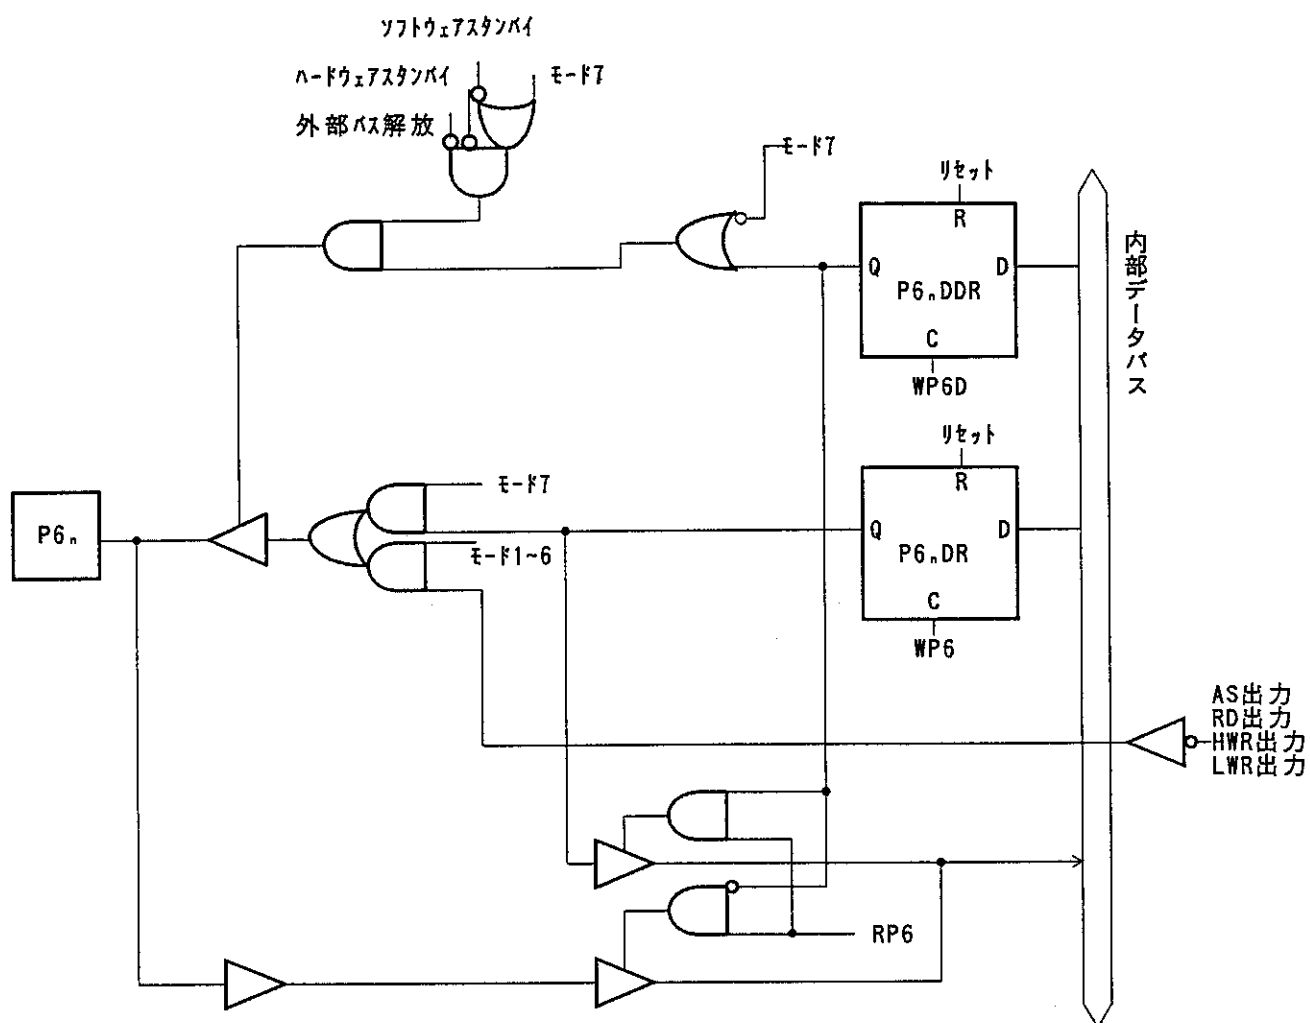 ソフトウェアスタンバイ
ハードウェアスタンバイ
モード7
外部バス解放
モード7
リセット
R
Q
D
P6nDDR
C
WP6D
内部データバス
リセット
R
モード7
P6n
Q
D
P6nDR
モード1~6
C
WP6
AS出力
RD出力
HWR出力
LWR出力
RP6